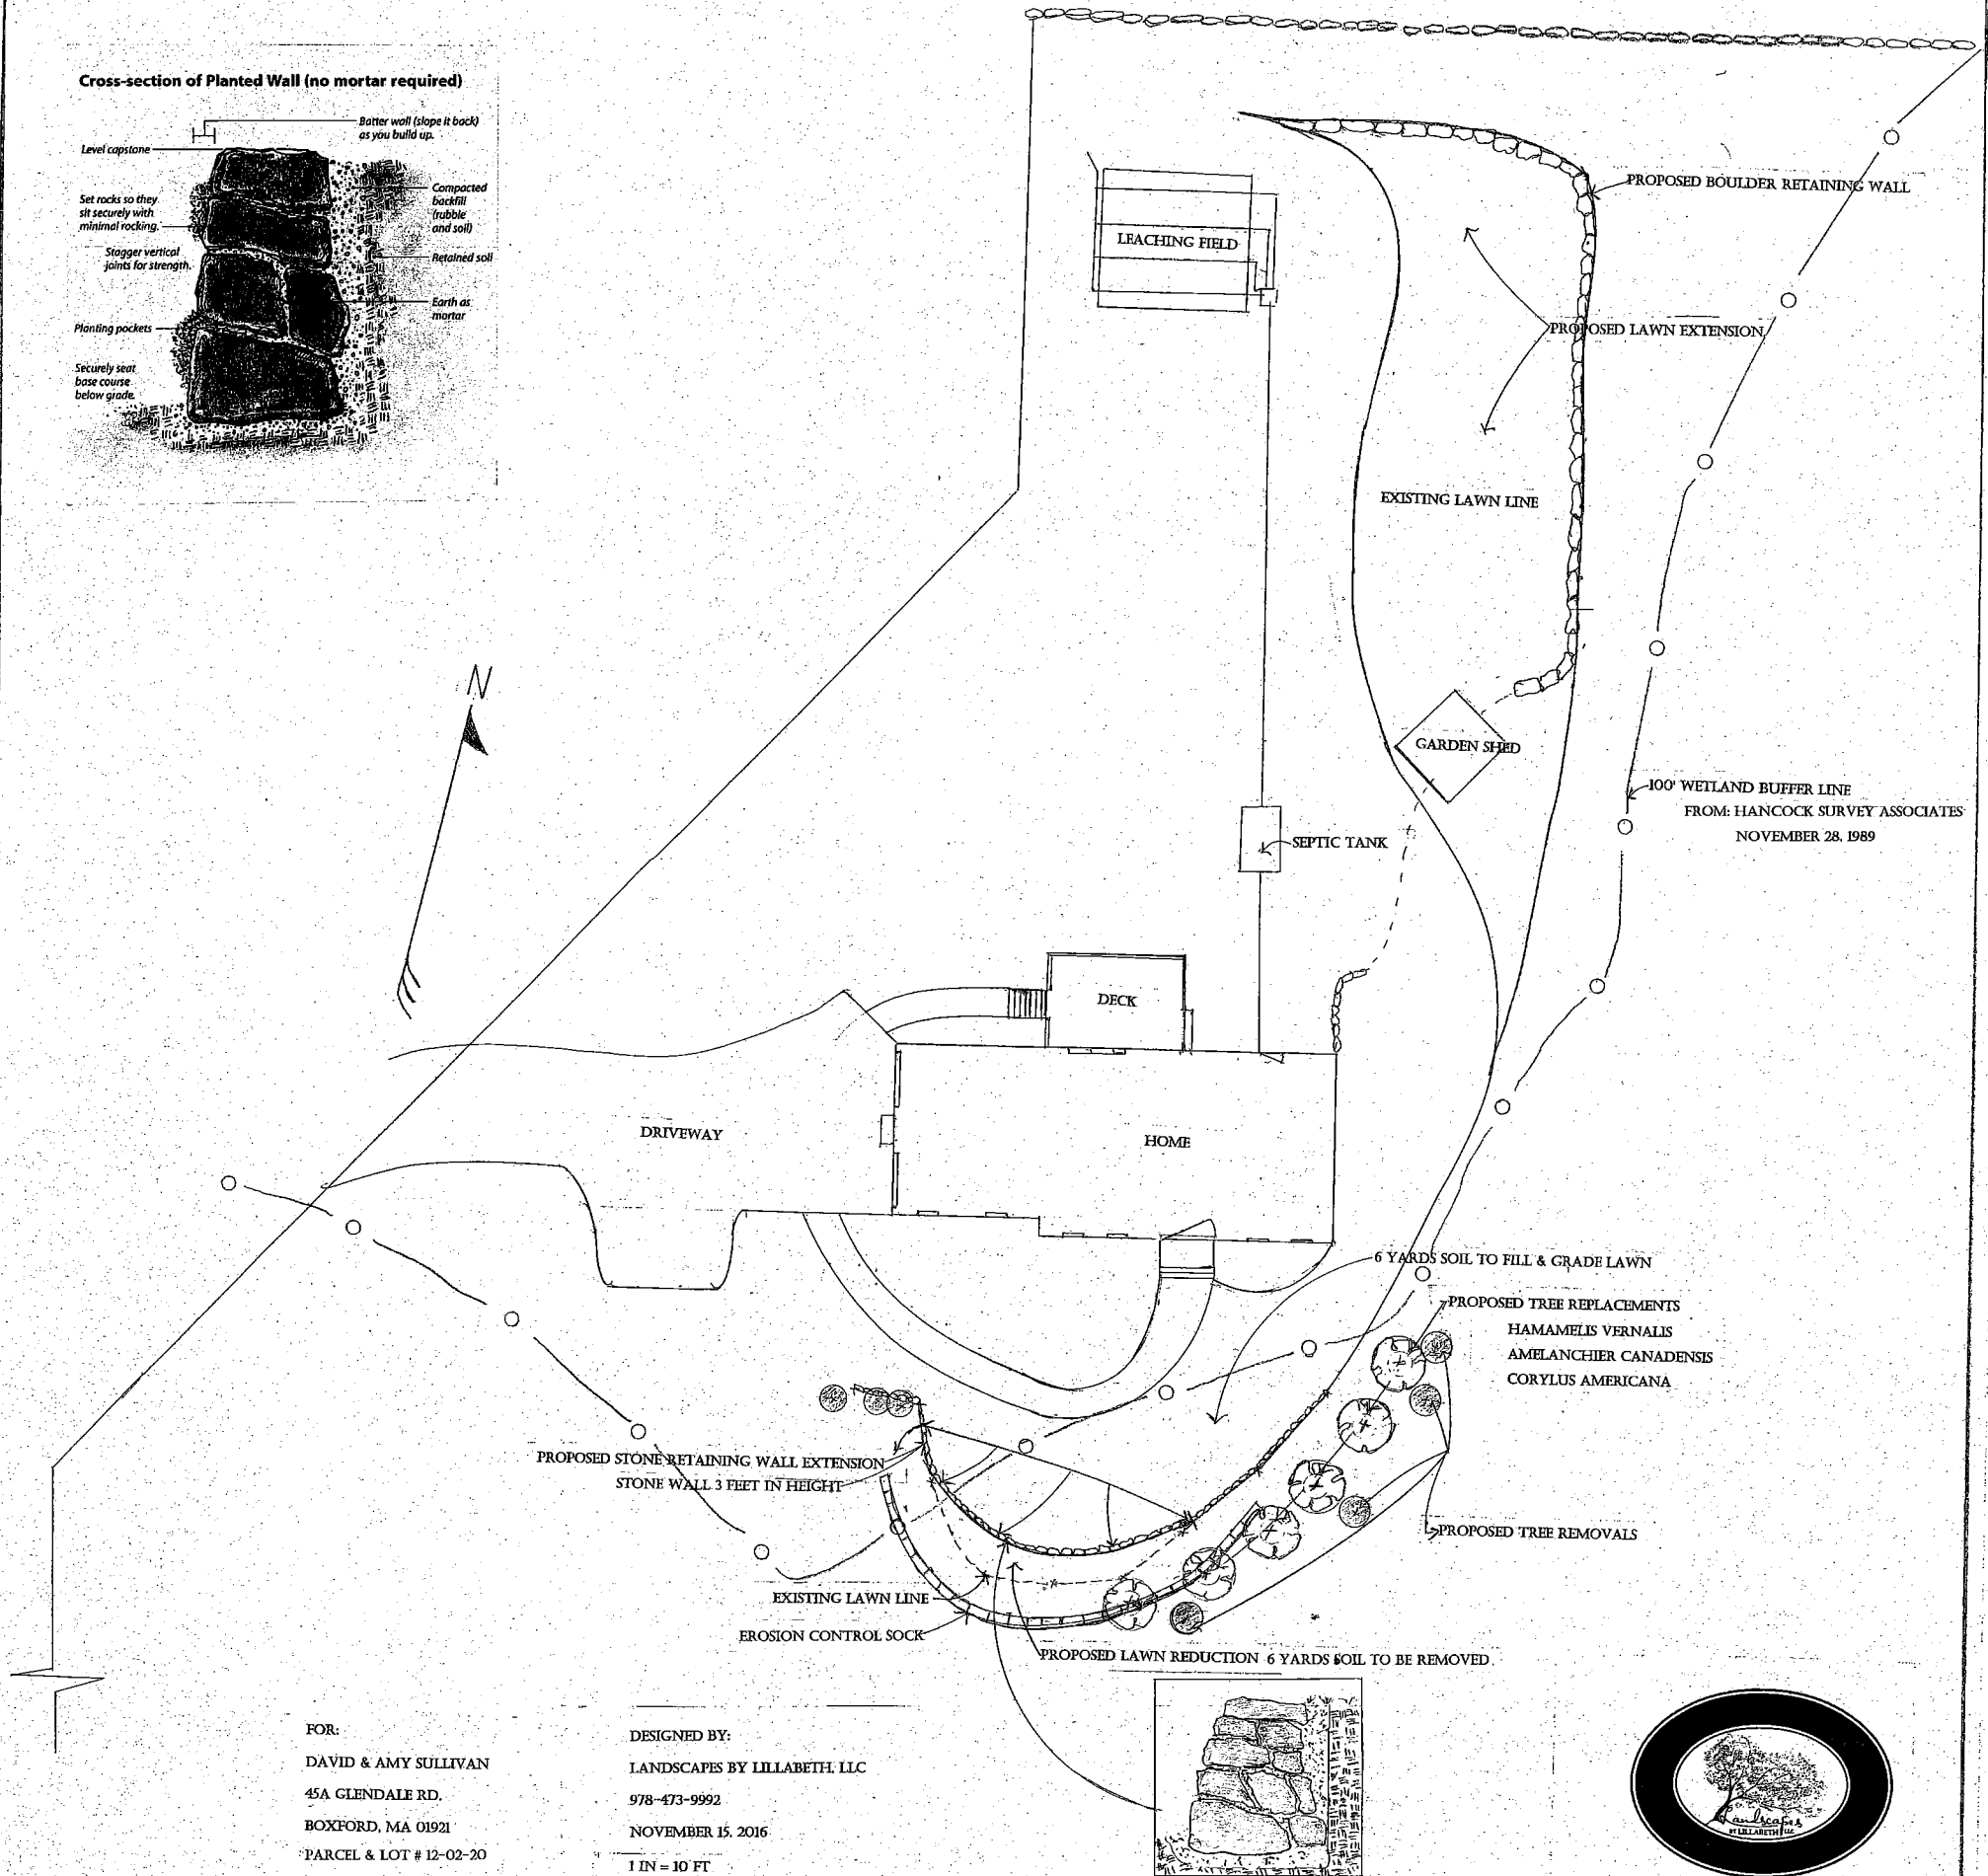 Cross-section of Planted Wall (no mortar required)
Batter wall (slope it back)
as you build up.
Level capstone
Set rocks so they
sit securely with
minimal rocking.
Stagger vertical
joints for strength.
Planting pockets
Securely seat
base course
below grade.
Compacted
backfill
(rubble
and soil)
Retained soil
Earth as
mortar
PROPOSED BOULDER RETAINING WALL
LEACHING FIELD
PROPOSED LAWN EXTENSION
EXISTING LAWN LINE
N
GARDEN SHED
100' WETLAND BUFFER LINE
FROM: HANCOCK SURVEY ASSOCIATES
NOVEMBER 28, 1989
SEPTIC TANK
DECK
DRIVEWAY
HOME
6 YARDS SOIL TO FILL & GRADE LAWN
PROPOSED TREE REPLACEMENTS
HAMAMELIS VERNALIS
AMELANCHIER CANADENSIS
CORYLUS AMERICANA
PROPOSED STONE RETAINING WALL EXTENSION
STONE WALL 3 FEET IN HEIGHT
PROPOSED TREE REMOVALS
EXISTING LAWN LINE
EROSION CONTROL SOCK
PROPOSED LAWN REDUCTION 6 YARDS SOIL TO BE REMOVED
FOR:
DAVID & AMY SULLIVAN
45A GLENDALE RD.
BOXFORD, MA 01921
PARCEL & LOT # 12-02-20
DESIGNED BY:
LANDSCAPES BY LILLABETH, LLC
978-473-9992
NOVEMBER 15, 2016
1 IN = 10 FT
Landscapes
BY LILLABETH LLC